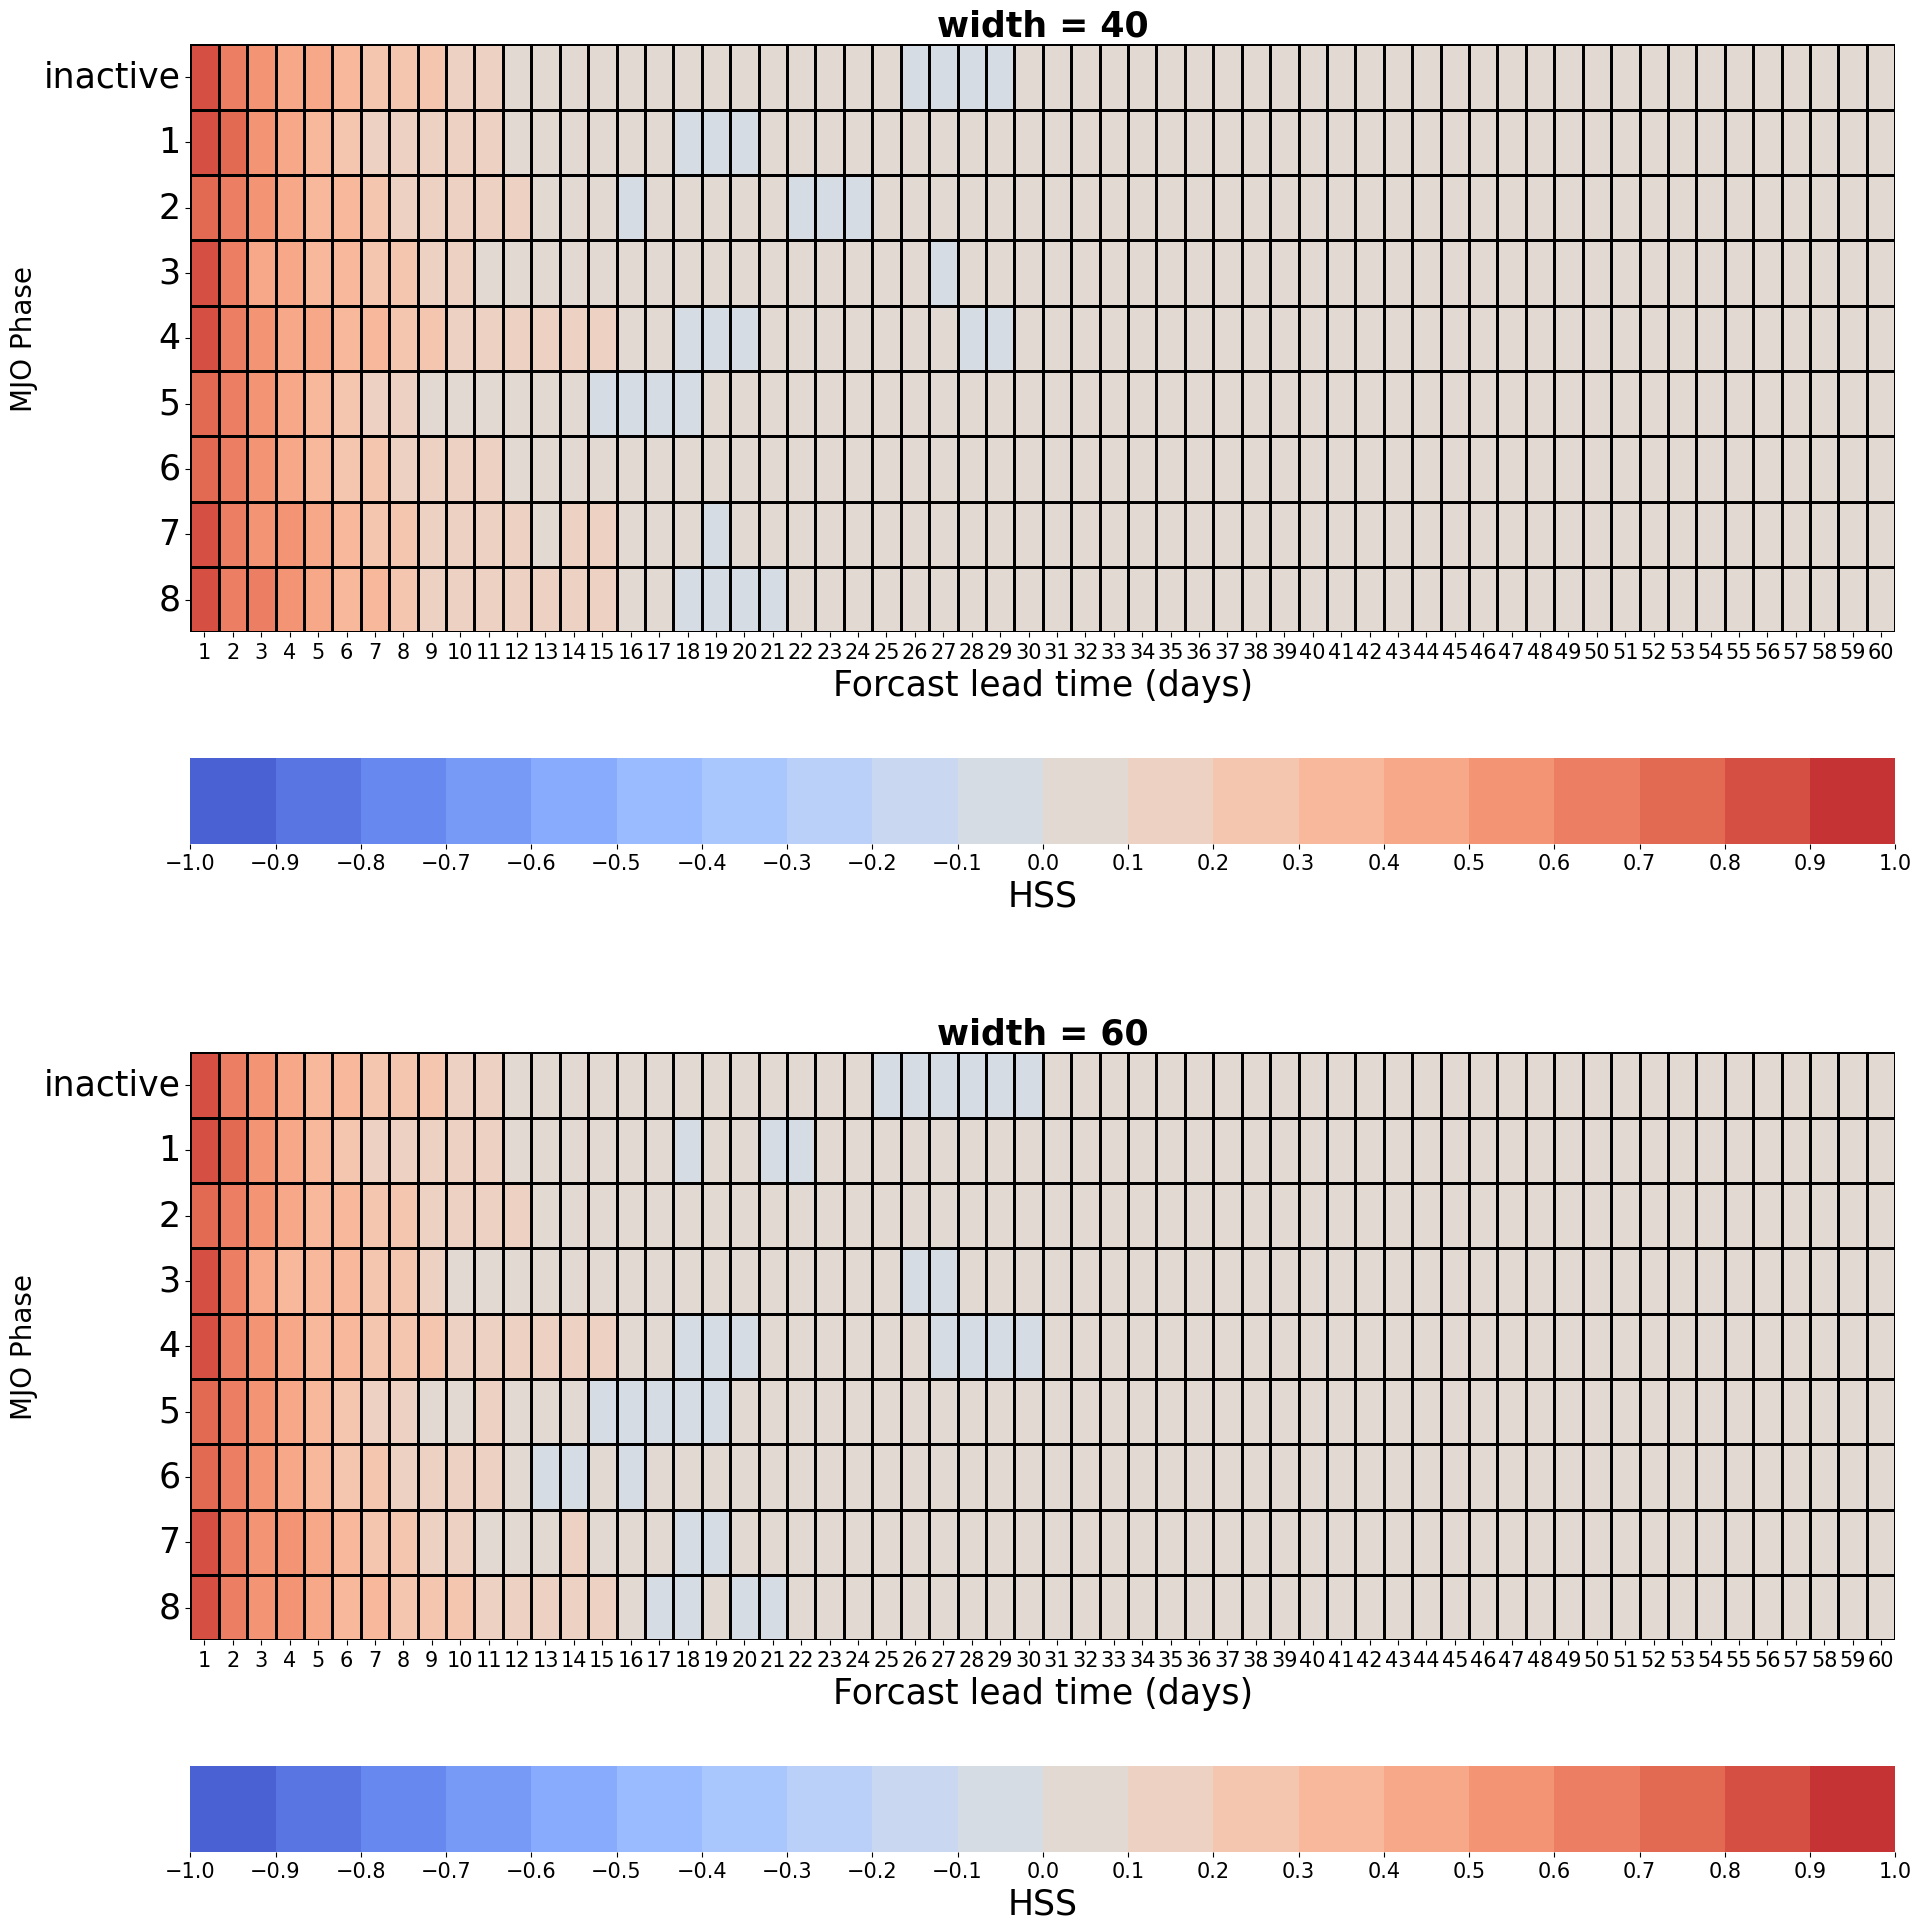 width = 40
inactive
1
2
3
4
5
6
7
8
MJO Phase
1 2 3 4 5 6 7 8 9 10 11 12 13 14 15 16 17 18 19 20 21 22 23 24 25 26 27 28 29 30 31 32 33 34 35 36 37 38 39 40 41 42 43 44 45 46 47 48 49 50 51 52 53 54 55 56 57 58 59 60
Forcast lead time (days)
−1.0 −0.9 −0.8 −0.7 −0.6 −0.5 −0.4 −0.3 −0.2 −0.1 0.0 0.1 0.2 0.3 0.4 0.5 0.6 0.7 0.8 0.9 1.0
HSS
width = 60
inactive
1
2
3
4
5
6
7
8
MJO Phase
1 2 3 4 5 6 7 8 9 10 11 12 13 14 15 16 17 18 19 20 21 22 23 24 25 26 27 28 29 30 31 32 33 34 35 36 37 38 39 40 41 42 43 44 45 46 47 48 49 50 51 52 53 54 55 56 57 58 59 60
Forcast lead time (days)
−1.0 −0.9 −0.8 −0.7 −0.6 −0.5 −0.4 −0.3 −0.2 −0.1 0.0 0.1 0.2 0.3 0.4 0.5 0.6 0.7 0.8 0.9 1.0
HSS